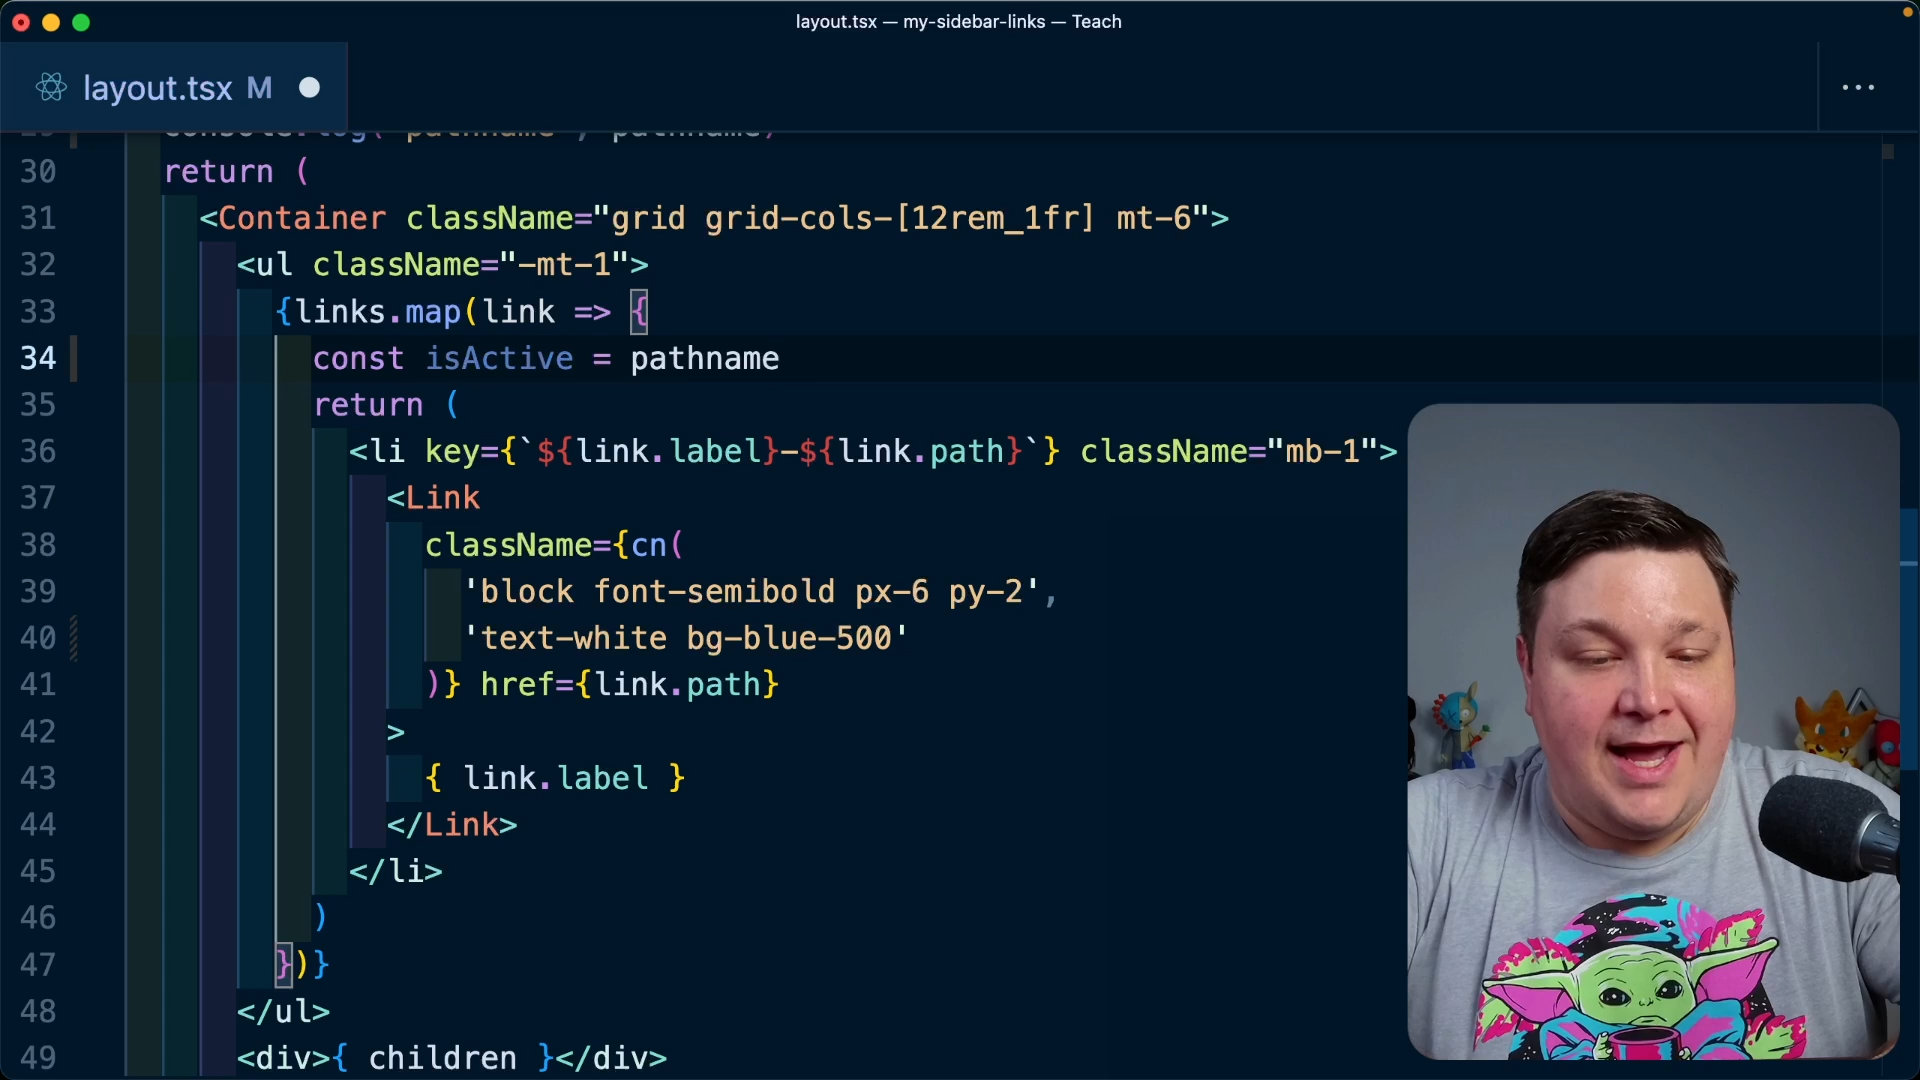 layout.tsx — my-sidebar-links — Teach
layout.tsx M
console.log('pathname', pathname)
30 return (
31 <Container className="grid grid-cols-[12rem_1fr] mt-6">
32 <ul className="-mt-1">
33 {links.map(link => {
34 const isActive = pathname
35 return (
36 <li key={`${link.label}-${link.path}`} className="mb-1">
37 <Link
38 className={cn(
39 'block font-semibold px-6 py-2',
40 'text-white bg-blue-500'
41 )} href={link.path}
42 >
43 { link.label }
44 </Link>
45 </li>
46 )
47 })}
48 </ul>
49 <div>{ children }</div>